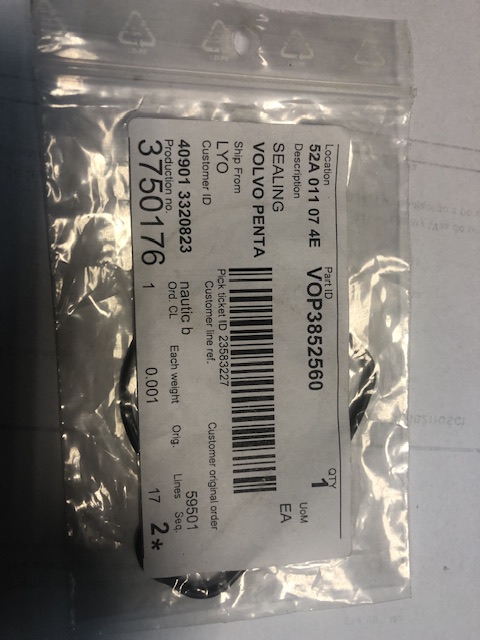 Location Part ID QTY UoM
52A 011 07 4E VOP3852560 1 EA
Description
SEALING
VOLVO PENTA
Ship From Pick ticket ID 23583227
LYO Customer line ref. Customer original order
Customer ID 59501
40901 3320823 nautic b
Production no. Ord. CL Each weight Orig. Lines Seq.
3750176 1 0.001 17 2*